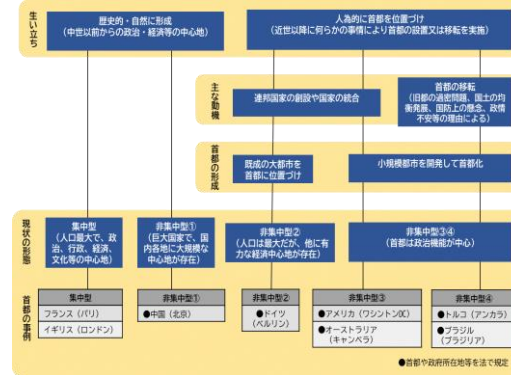 生い立ち
歴史的・自然に形成
(中世以前からの政治・経済等の中心地)
人為的に首都を位置づけ
(近世以降に何らかの事情により首都の設置又は移転を実施)
主な動機
連邦国家の創設や国家の統合
首都の移転
(旧都の過密問題、国土の均
衡発展、国防上の懸念、政情
不安等の理由による)
首都の形成
既成の大都市を
首都に位置づけ
小規模都市を開発して首都化
現状の形態
集中型
(人口最大で、政
治、行政、経済、
文化等の中心地)
非集中型①
(巨大国家で、国
内各地に大規模な
中心地が存在)
非集中型②
(人口は最大だが、他に有
力な経済中心地が存在)
非集中型③④
(首都は政治機能が中心)
首都の事例
集中型
フランス(パリ)
イギリス(ロンドン)
非集中型①
●中国(北京)
非集中型②
●ドイツ
(ベルリン)
非集中型③
●アメリカ(ワシントンDC)
●オーストラリア
(キャンベラ)
非集中型④
●トルコ(アンカラ)
●ブラジル
(ブラジリア)
●首都や政府所在地等を法で規定